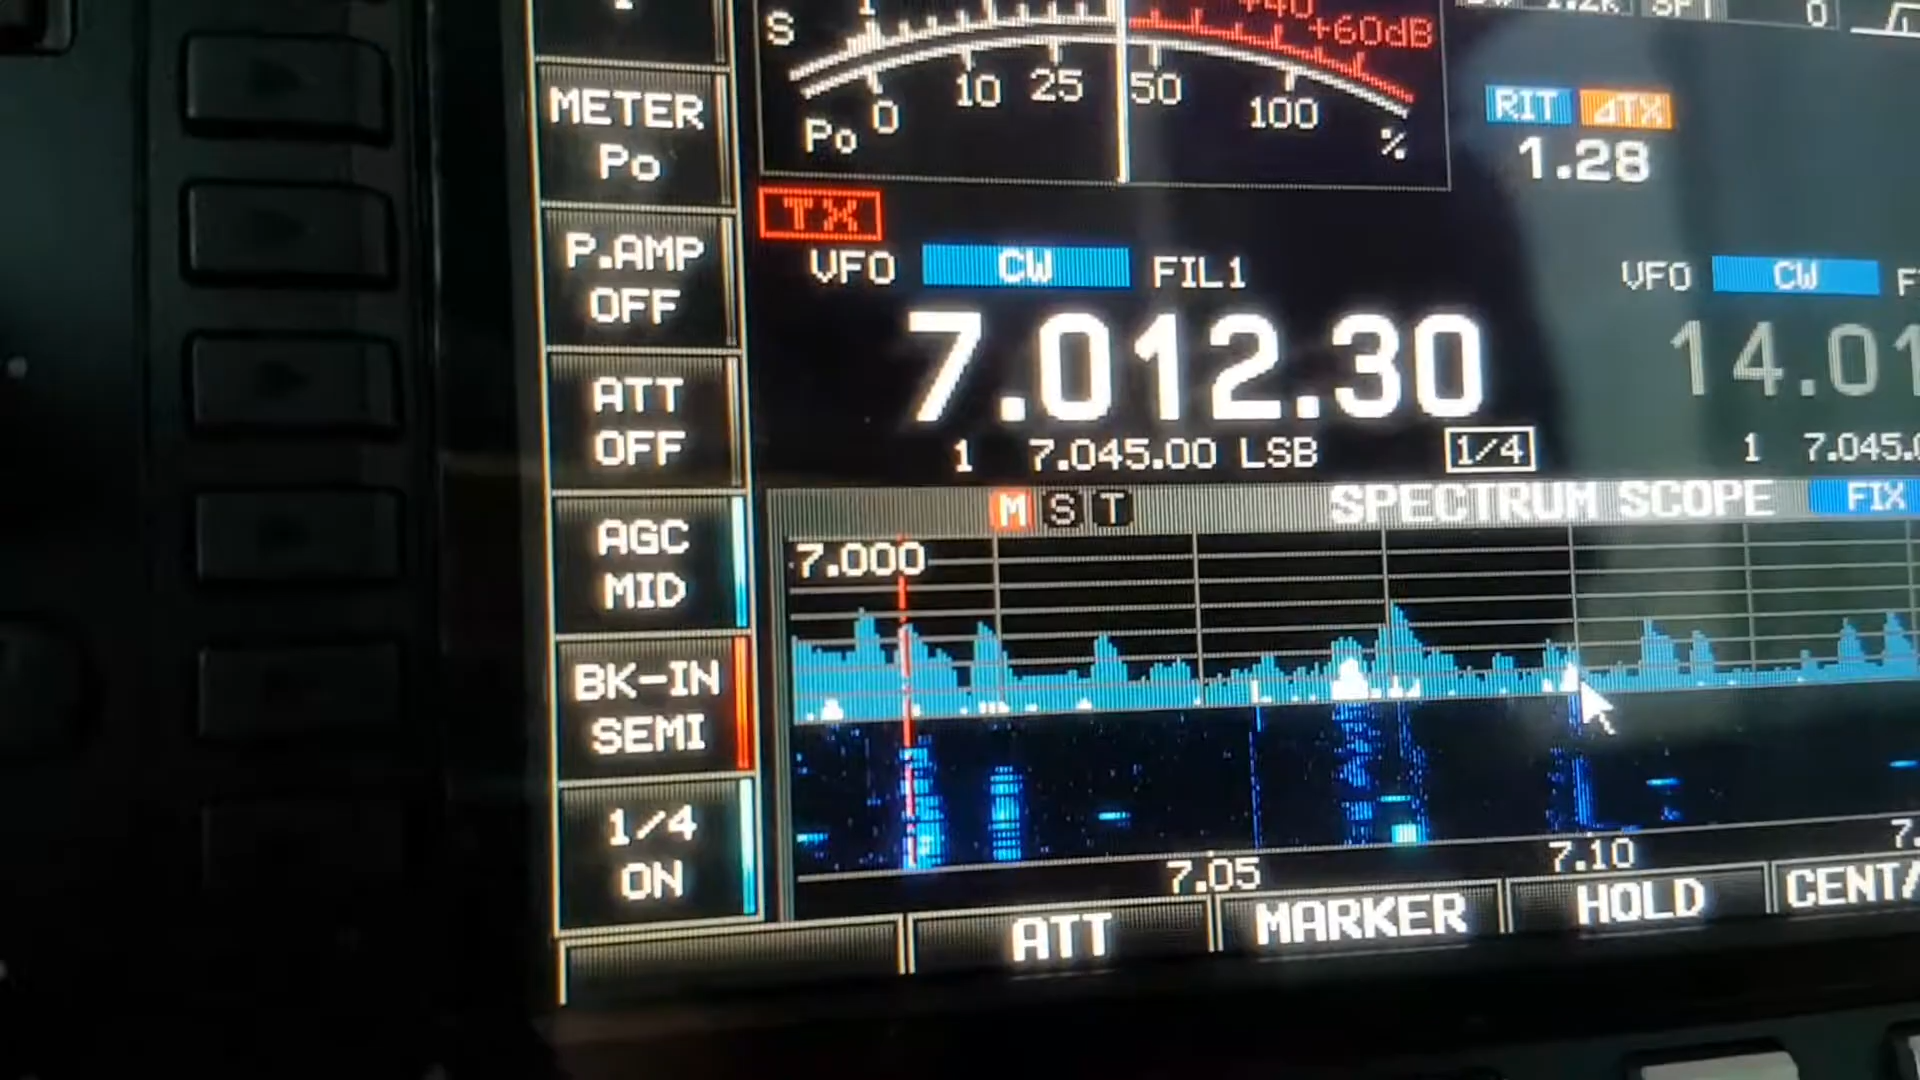 S
+60dB
0
RIT ⊿TX
1.28
METER
Po
0 10 25 50 100
Po %
TX
VFO CW FIL1
VFO CW
P.AMP
OFF
7.012.30
14.01
ATT
OFF
1 7.045.00 LSB 1/4
1 7.045.0
AGC
MID
M S T SPECTRUM SCOPE FIX
7.000
BK-IN
SEMI
1/4
ON
7.05 7.10 7.
ATT MARKER HOLD CENT/